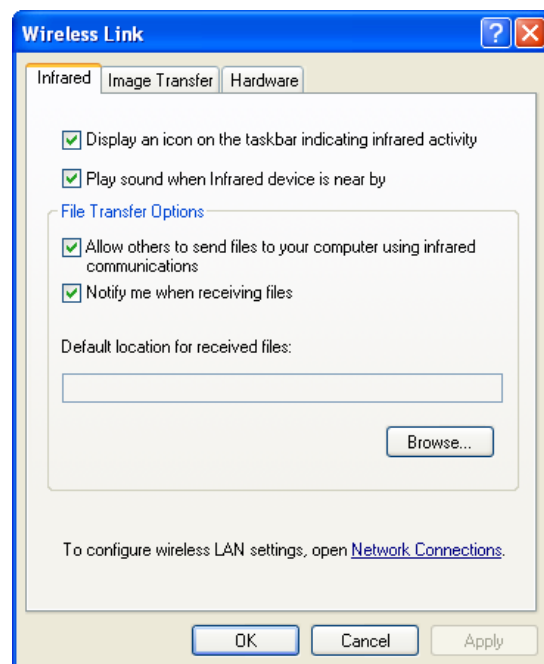 Wireless Link
Infrared
Image Transfer
Hardware
Display an icon on the taskbar indicating infrared activity
Play sound when Infrared device is near by
File Transfer Options
Allow others to send files to your computer using infrared
communications
Notify me when receiving files
Default location for received files:
Browse...
To configure wireless LAN settings, open Network Connections.
OK
Cancel
Apply